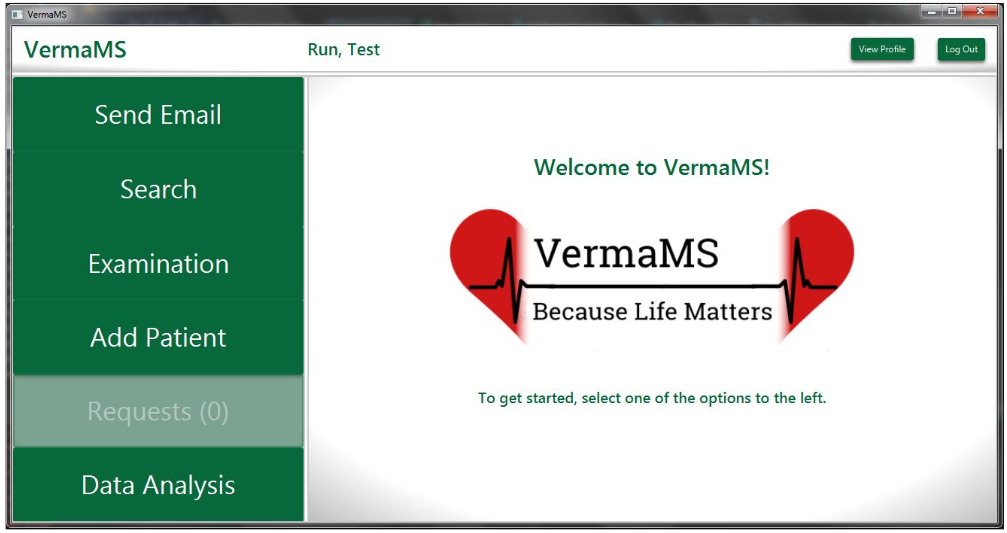 VermaMS
VermaMS
Run, Test
View Profile
Log Out
Send Email
Search
Examination
Add Patient
Requests (0)
Data Analysis
Welcome to VermaMS!
VermaMS
Because Life Matters
To get started, select one of the options to the left.